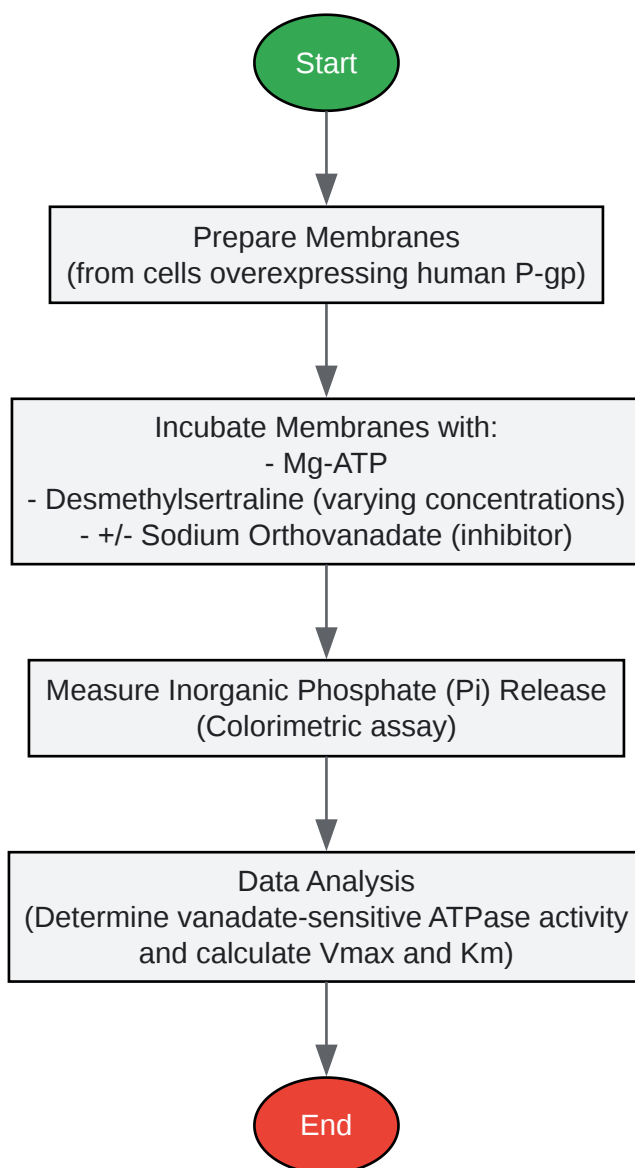 Start
Prepare Membranes
(from cells overexpressing human P-gp)
Incubate Membranes with:
- Mg-ATP
- Desmethylsertraline (varying concentrations)
- +/- Sodium Orthovanadate (inhibitor)
Measure Inorganic Phosphate (Pi) Release
(Colorimetric assay)
Data Analysis
(Determine vanadate-sensitive ATPase activity
and calculate Vmax and Km)
End